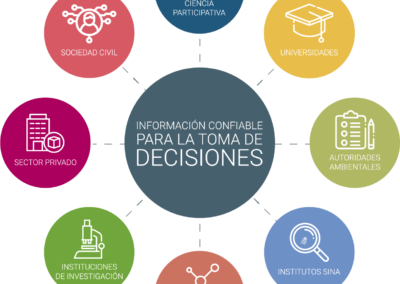 CIENCIA
PARTICIPATIVA
SOCIEDAD CIVIL
UNIVERSIDADES
INFORMACIÓN CONFIABLE
PARA LA TOMA DE
DECISIONES
SECTOR PRIVADO
AUTORIDADES
AMBIENTALES
INSTITUCIONES
DE INVESTIGACIÓN
INSTITUTOS SINA